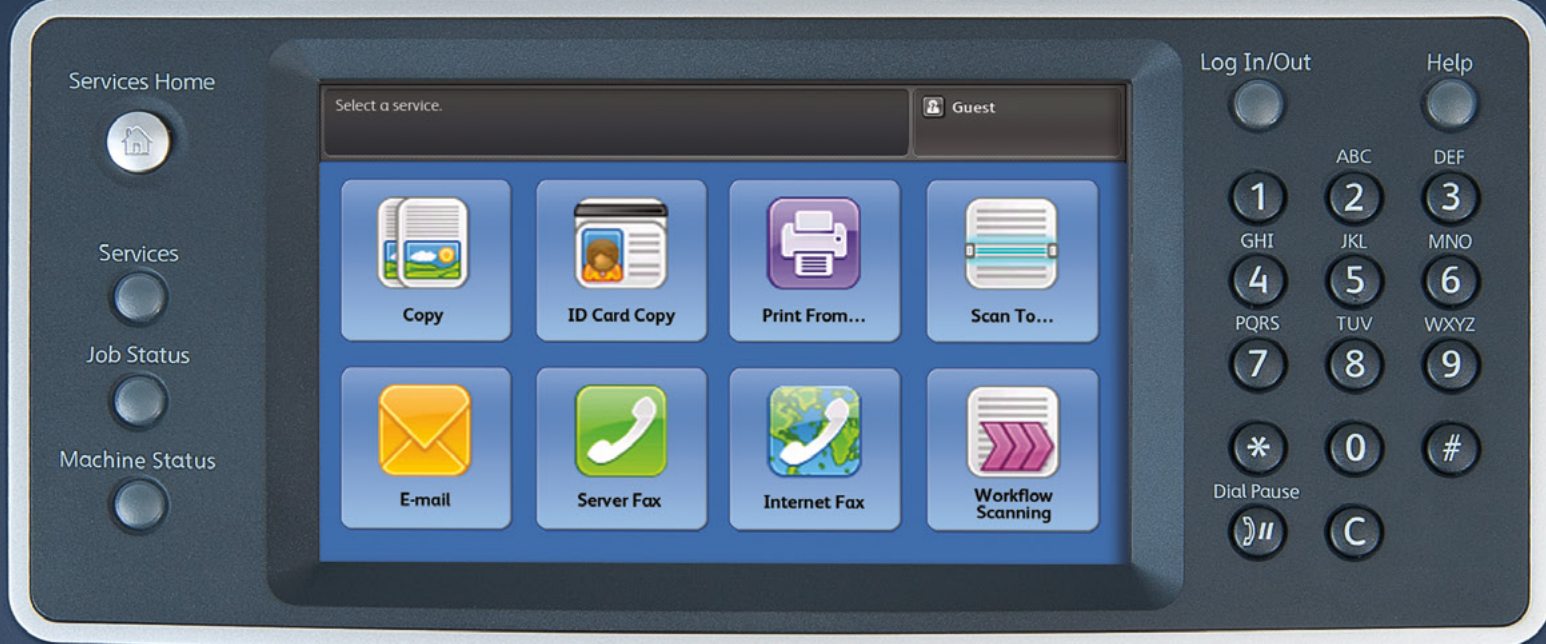 Services Home
Services
Job Status
Machine Status
Select a service.
Guest
Copy
ID Card Copy
Print From...
Scan To...
E-mail
Server Fax
Internet Fax
Workflow
Scanning
Log In/Out
Help
ABC
DEF
1
2
3
GHI
JKL
MNO
4
5
6
PQRS
TUV
WXYZ
7
8
9
*
0
#
Dial Pause
C